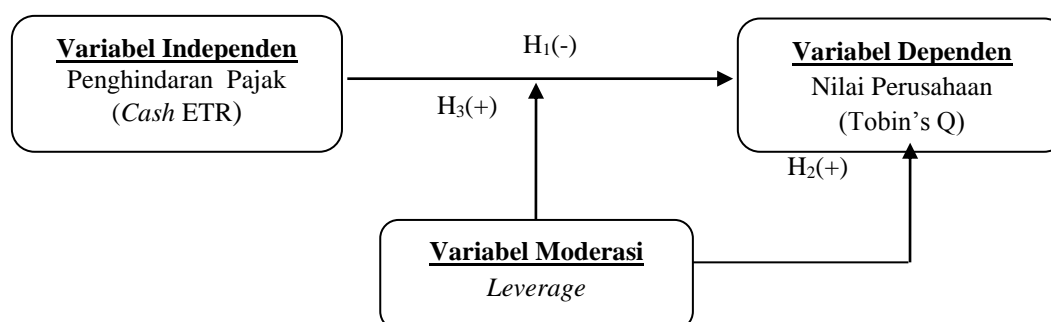 Variabel Independen
Penghindaran Pajak
(Cash ETR)
H1(-)
H3(+)
Variabel Dependen
Nilai Perusahaan
(Tobin's Q)
H2(+)
Variabel Moderasi
Leverage